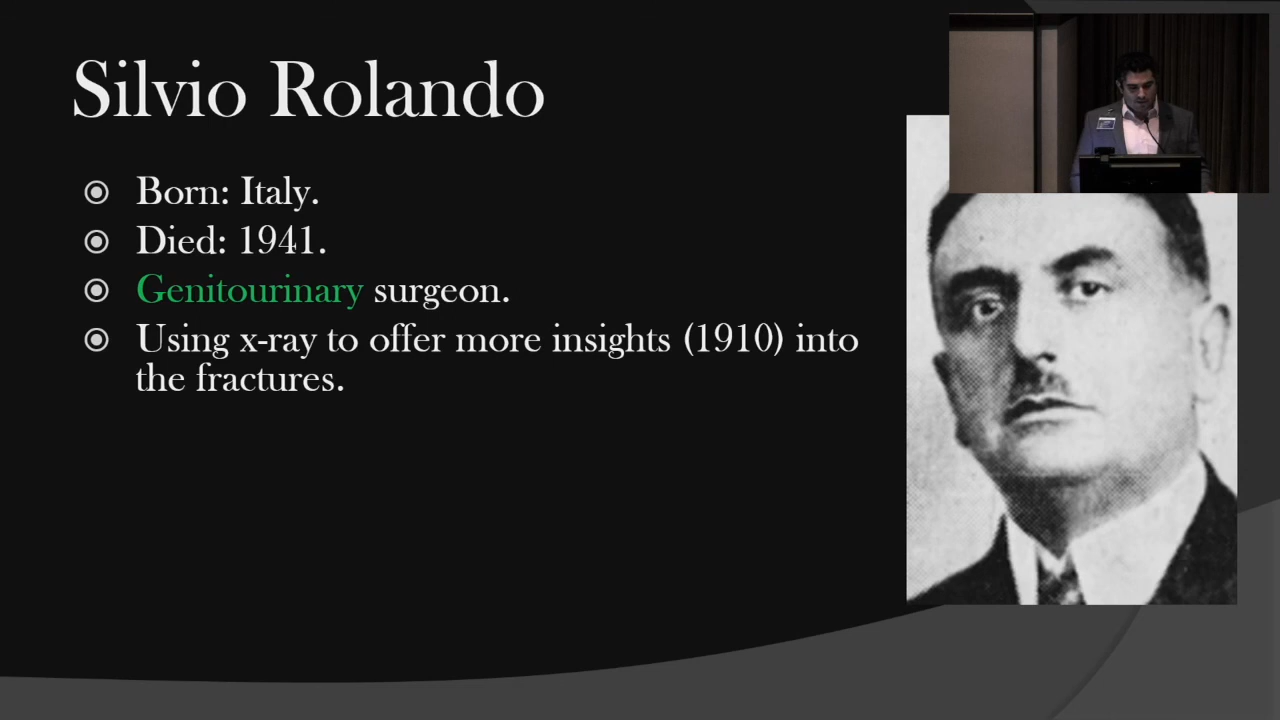 Silvio Rolando
Born: Italy.
Died: 1941.
Genitourinary surgeon.
Using x-ray to offer more insights (1910) into
the fractures.